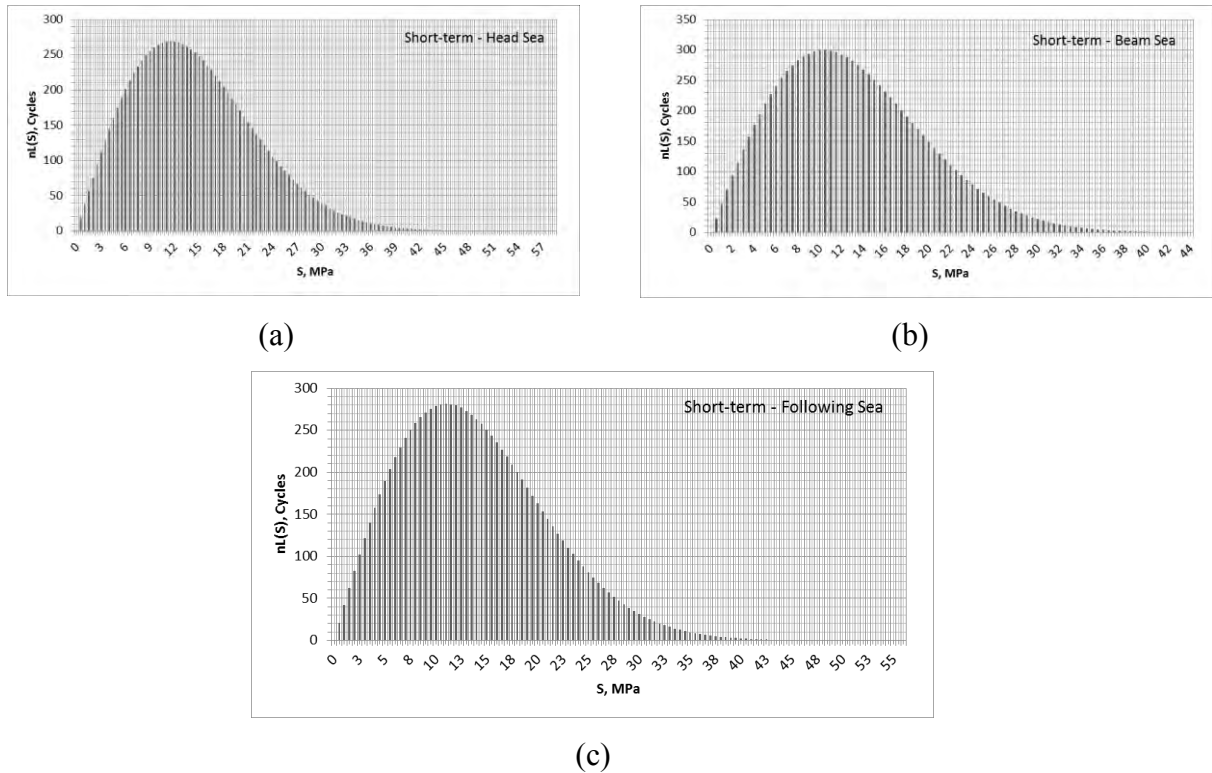 Short-term - Head Sea
nL(S), Cycles
300
250
200
150
100
50
0
0 3 6 9 12 15 18 21 24 27 30 33 36 39 42 45 48 51 54 57
S, MPa
(a)
Short-term - Beam Sea
nL(S), Cycles
350
300
250
200
150
100
50
0
0 2 4 6 8 10 12 14 16 18 20 22 24 26 28 30 32 34 36 38 40 42 44
S, MPa
(b)
Short-term - Following Sea
nL(S), Cycles
300
250
200
150
100
50
0
0 3 5 8 10 13 15 18 20 23 25 28 30 33 35 38 40 43 45 48 50 53 55
S, MPa
(c)